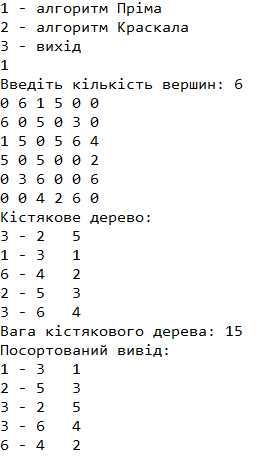 1 - алгоритм Пріма
2 - алгоритм Краскала
3 - вихід
1
Введіть кількість вершин: 6
0 6 1 5 0 0
6 0 5 0 3 0
1 5 0 5 6 4
5 0 5 0 0 2
0 3 6 0 0 6
0 0 4 2 6 0
Кістякове дерево:
3 - 2   5
1 - 3   1
6 - 4   2
2 - 5   3
3 - 6   4
Вага кістякового дерева: 15
Посортований вивід:
1 - 3   1
2 - 5   3
3 - 2   5
3 - 6   4
6 - 4   2